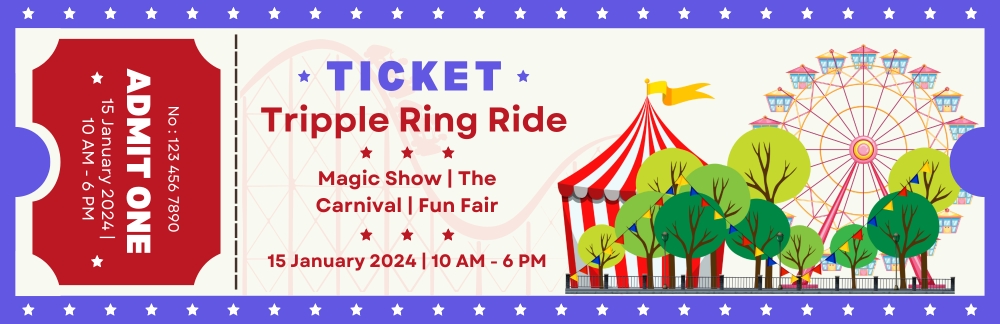 No : 123 456 7890
ADMIT ONE
15 January 2024 |
10 AM - 6 PM
TICKET
Tripple Ring Ride
Magic Show | The
Carnival | Fun Fair
15 January 2024 | 10 AM - 6 PM